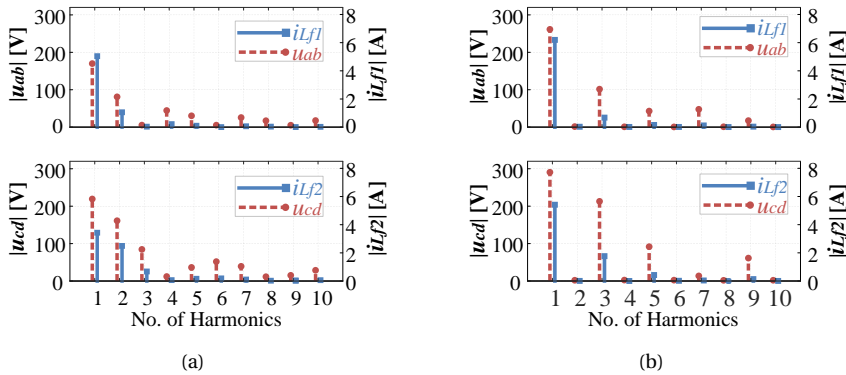 300
200
100
0
|uab| [V]
iLf1
uab
8
6
4
2
0
|iLf1| [A]
300
200
100
0
|ucd| [V]
iLf2
ucd
8
6
4
2
0
|iLf2| [A]
1 2 3 4 5 6 7 8 9 10
No. of Harmonics
(a)
300
200
100
0
|uab| [V]
iLf1
uab
8
6
4
2
0
|iLf1| [A]
300
200
100
0
|ucd| [V]
iLf2
ucd
8
6
4
2
0
|iLf2| [A]
1 2 3 4 5 6 7 8 9 10
No. of Harmonics
(b)